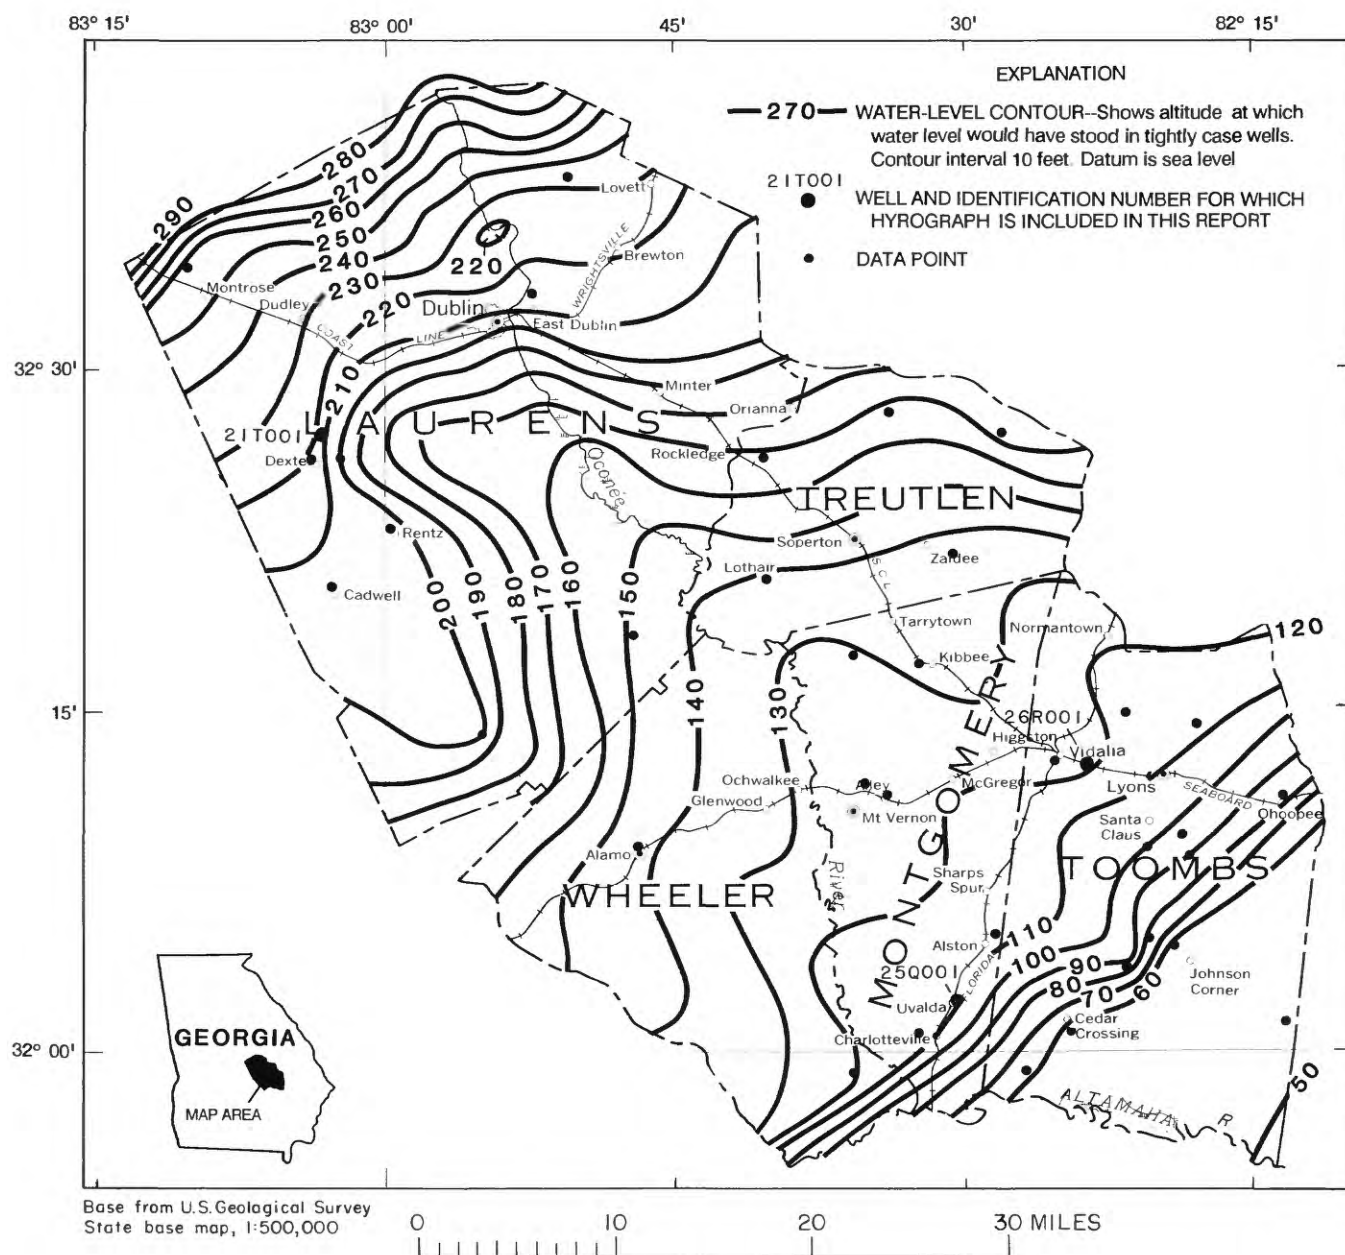 83° 15'
83° 00'
45'
30'
82° 15'
EXPLANATION
270
WATER-LEVEL CONTOUR--Shows altitude at which
water level would have stood in tightly case wells.
Contour interval 10 feet. Datum is sea level
21T001
WELL AND IDENTIFICATION NUMBER FOR WHICH
HYROGRAPH IS INCLUDED IN THIS REPORT
DATA POINT
290
280
270
260
250
240
230
220
210
220
Lovett
WRIGHTSVILLE
Brewton
Montrose
Dudley
Dublin
East Dublin
COAST
LINE
32° 30'
Minter
Orianna
LAURENS
21T001
Dexter
Rockledge
Oconee
TREUTLEN
Rentz
Soperton
Zaidee
Lothair
S C L
Cadwell
200
190
180
170
160
150
Tarrytown
Normantown
120
Kibbee
140
130
15'
MONTGOMERY
26R001
Higgston
Vidalia
Ochwalkee
Ailey
McGregor
Lyons
SEABOARD
Glenwood
Mt Vernon
Santa
Claus
Ohoopee
Alamo
WHEELER
River
Sharps
Spur
TOOMBS
Alston
110
100
90
80
70
60
25Q001
FLORIDA
Johnson
Corner
Uvalda
Cedar
Crossing
Charlotteville
32° 00'
GEORGIA
MAP AREA
ALTAMAHA R
50
Base from U.S. Geological Survey
State base map, 1:500,000
0
10
20
30 MILES